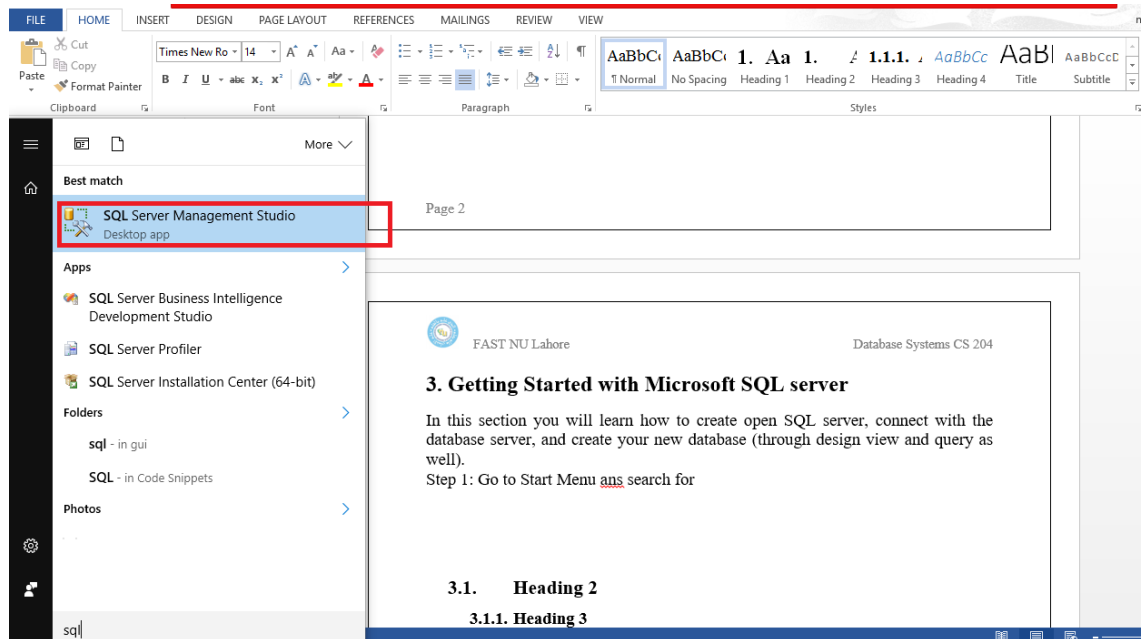 FILE HOME INSERT DESIGN PAGE LAYOUT REFERENCES MAILINGS REVIEW VIEW
Cut
Copy
Paste
Format Painter
Clipboard
Times New Ro 14
Aa
B I U abc X₂ X²
A
Font
Paragraph
AaBbCc AaBbCc 1. Aa 1. 1.1.1. AaBbCc AaB AaBbCcD
¶ Normal No Spacing Heading 1 Heading 2 Heading 3 Heading 4 Title Subtitle
Styles
More
Best match
SQL Server Management Studio
Desktop app
Apps
SQL Server Business Intelligence
Development Studio
SQL Server Profiler
SQL Server Installation Center (64-bit)
Folders
sql - in gui
SQL - in Code Snippets
Photos
sql
Page 2
FAST NU Lahore Database Systems CS 204
3. Getting Started with Microsoft SQL server
In this section you will learn how to create open SQL server, connect with the
database server, and create your new database (through design view and query as
well).
Step 1: Go to Start Menu ans search for
3.1. Heading 2
3.1.1. Heading 3